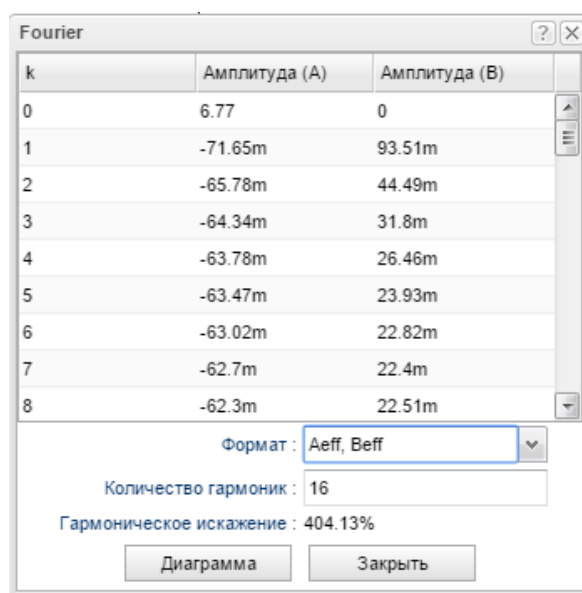 Fourier
k Амплитуда (A) Амплитуда (B)
0 6.77 0
1 -71.65m 93.51m
2 -65.78m 44.49m
3 -64.34m 31.8m
4 -63.78m 26.46m
5 -63.47m 23.93m
6 -63.02m 22.82m
7 -62.7m 22.4m
8 -62.3m 22.51m
Формат : Aeff, Beff
Количество гармоник : 16
Гармоническое искажение : 404.13%
Диаграмма Закрыть